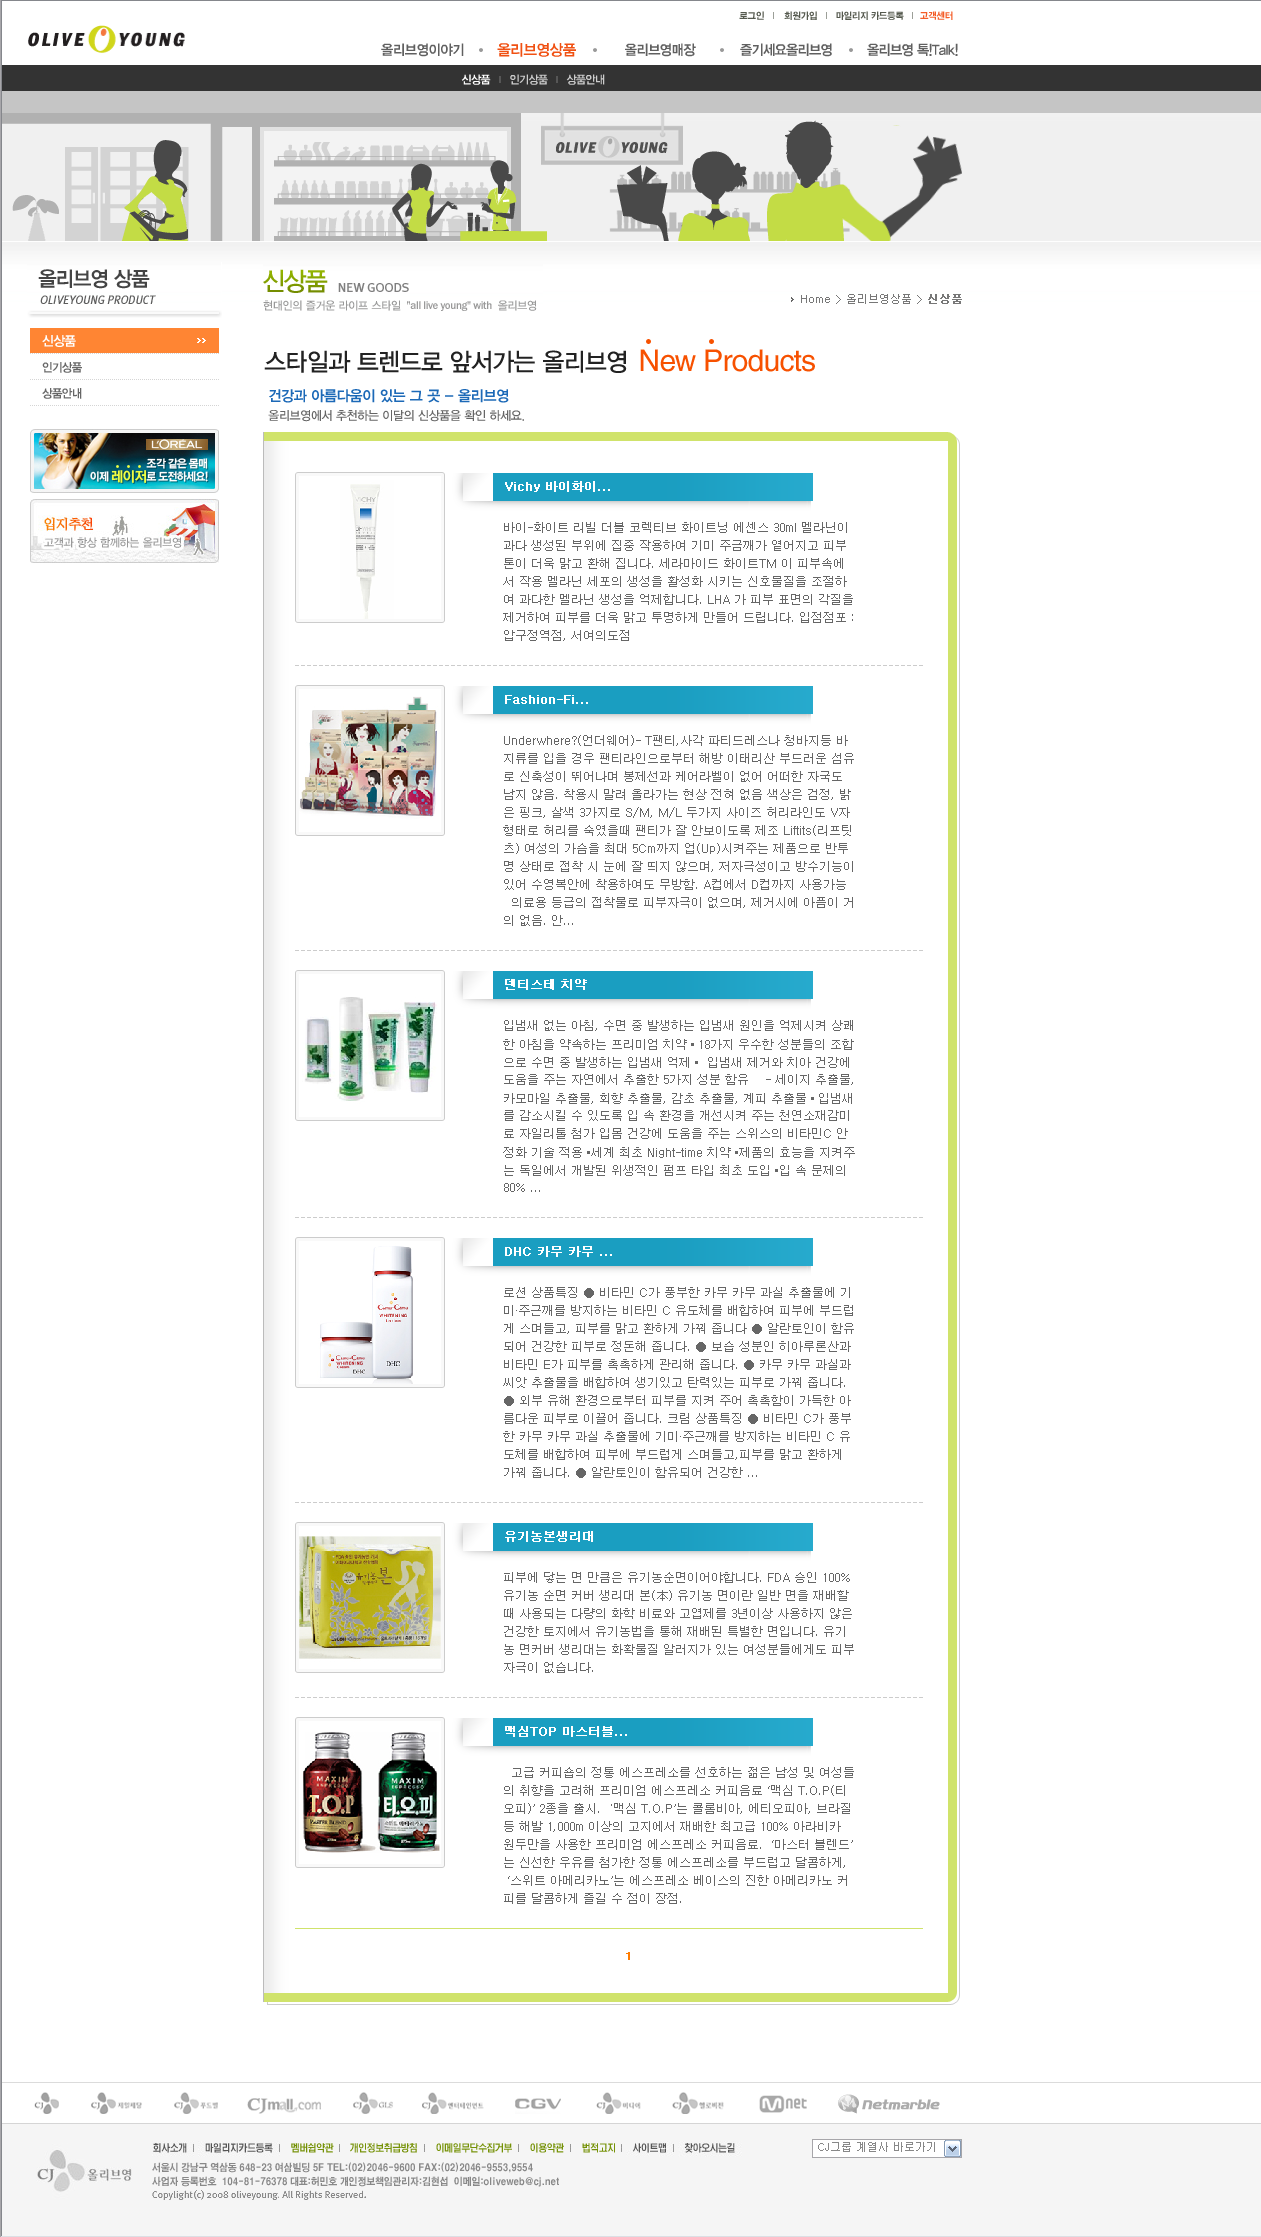 로그인 회원가입 마일리지 카드등록 고객센터
OLIVE YOUNG
올리브영이야기 올리브영상품 올리브영매장 즐기세요올리브영 올리브영 톡!Talk!
신상품 인기상품 상품안내
OLIVE YOUNG
올리브영 상품
OLIVEYOUNG PRODUCT
신상품
인기상품
상품안내
L'OREAL
조각 같은 몸매
이제 레이저로 도전하세요!
입지추천
고객과 항상 함께하는 올리브영
신상품 NEW GOODS
현대인의 즐거운 라이프 스타일 "all live young" with 올리브영
Home > 올리브영상품 > 신상품
스타일과 트렌드로 앞서가는 올리브영 New Products
건강과 아름다움이 있는 그 곳 – 올리브영
올리브영에서 추천하는 이달의 신상품을 확인 하세요.
VICHY
Vichy 바이화이...
바이-화이트 리빌 더블 코렉티브 화이트닝 에센스 30ml 멜라닌이
과다 생성된 부위에 집중 작용하여 기미 주금깨가 옅어지고 피부
톤이 더욱 맑고 환해 집니다. 세라마이드 화이트TM 이 피부속에
서 작용 멜라닌 세포의 생성을 활성화 시키는 신호물질을 조절하
여 과다한 멜라닌 생성을 억제합니다. LHA 가 피부 표면의 각질을
제거하여 피부를 더욱 맑고 투명하게 만들어 드립니다. 입점점포 :
압구정역점, 서여의도점
Fashion-Fi...
Underwhere?(언더웨어)- T팬티,사각 파티드레스나 청바지등 바
지류를 입을 경우 팬티라인으로부터 해방 이태리산 부드러운 섬유
로 신축성이 뛰어나며 봉제선과 케어라벨이 없어 어떠한 자국도
남지 않음. 착용시 말려 올라가는 현상 전혀 없음 색상은 검정, 밝
은 핑크, 살색 3가지로 S/M, M/L 두가지 사이즈 허리라인도 V자
형태로 허리를 숙였을때 팬티가 잘 안보이도록 제조 Liftits(리프팃
츠) 여성의 가슴을 최대 5Cm까지 업(Up)시켜주는 제품으로 반투
명 상태로 접착 시 눈에 잘 띄지 않으며, 저자극성이고 방수기능이
있어 수영복안에 착용하여도 무방함. A컵에서 D컵까지 사용가능
의료용 등급의 접착물로 피부자극이 없으며, 제거시에 아픔이 거
의 없음. 안...
덴티스테 치약
입냄새 없는 아침, 수면 중 발생하는 입냄새 원인을 억제시켜 상쾌
한 아침을 약속하는 프리미엄 치약 • 18가지 우수한 성분들의 조합
으로 수면 중 발생하는 입냄새 억제 • 입냄새 제거와 치아 건강에
도움을 주는 자연에서 추출한 5가지 성분 함유 - 세이지 추출물,
카모마일 추출물, 회향 추출물, 감초 추출물, 계피 추출물 • 입냄새
를 감소시킬 수 있도록 입 속 환경을 개선시켜 주는 천연소재감미
료 자일리톨 첨가 입몸 건강에 도움을 주는 스위스의 비타민C 안
정화 기술 적용 •세계 최초 Night-time 치약 •제품의 효능을 지켜주
는 독일에서 개발된 위생적인 펌프 타입 최초 도입 •입 속 문제의
80% ...
DHC 카무 카무 ...
로션 상품특징 ● 비타민 C가 풍부한 카무 카무 과실 추출물에 기
미·주근깨를 방지하는 비타민 C 유도체를 배합하여 피부에 부드럽
게 스며들고, 피부를 맑고 환하게 가꿔 줍니다 ● 알란토인이 함유
되어 건강한 피부로 정돈해 줍니다. ● 보습 성분인 히아루론산과
비타민 E가 피부를 촉촉하게 관리해 줍니다. ● 카무 카무 과실과
씨앗 추출물을 배합하여 생기있고 탄력있는 피부로 가꿔 줍니다.
● 외부 유해 환경으로부터 피부를 지켜 주어 촉촉함이 가득한 아
름다운 피부로 이끌어 줍니다. 크림 상품특징 ● 비타민 C가 풍부
한 카무 카무 과실 추출물에 기미·주근깨를 방지하는 비타민 C 유
도체를 배합하여 피부에 부드럽게 스며들고,피부를 맑고 환하게
가꿔 줍니다. ● 알란토인이 함유되어 건강한 ...
DHC
DHC
유기농본생리대
피부에 닿는 면 만큼은 유기농순면이어야합니다. FDA 승인 100%
유기농 순면 커버 생리대 본(本) 유기농 면이란 일반 면을 재배할
때 사용되는 다량의 화학 비료와 고엽제를 3년이상 사용하지 않은
건강한 토지에서 유기농법을 통해 재배된 특별한 면입니다. 유기
농 면커버 생리대는 화확물질 알러지가 있는 여성분들에게도 피부
자극이 없습니다.
유기농 본
맥심TOP 마스터블...
고급 커피숍의 정통 에스프레소를 선호하는 젊은 남성 및 여성들
의 취향을 고려해 프리미엄 에스프레소 커피음료 ‘맥심 T.O.P(티
오피)’ 2종을 출시. ‘맥심 T.O.P’는 콜롬비아, 에티오피아, 브라질
등 해발 1,000m 이상의 고지에서 재배한 최고급 100% 아라비카
원두만을 사용한 프리미엄 에스프레소 커피음료. ‘마스터 블렌드’
는 신선한 우유를 첨가한 정통 에스프레소를 부드럽고 달콤하게,
‘스위트 아메리카노’는 에스프레소 베이스의 진한 아메리카노 커
피를 달콤하게 즐길 수 점이 장점.
MAXIM
T.O.P
MAXIM
티.오.피
1
CJ CJ 제일제당 CJ 푸드빌 CJmall.com CJ GLS CJ 엔터테인먼트 CGV CJ 미디어 CJ 헬로비전 Mnet Netmarble
회사소개 마일리지카드등록 멤버쉽약관 개인정보취급방침 이메일무단수집거부 이용약관 법적고지 사이트맵 찾아오시는길
CJ그룹 계열사 바로가기
CJ 올리브영
서울시 강남구 역삼동 648-23 여삼빌딩 5F TEL:(02)2046-9600 FAX:(02)2046-9553,9554
사업자 등록번호 104-81-76378 대표:허민호 개인정보책임관리자:김현섭 이메일:oliveweb@cj.net
Copylight(c) 2008 oliveyoung. All Rights Reserved.